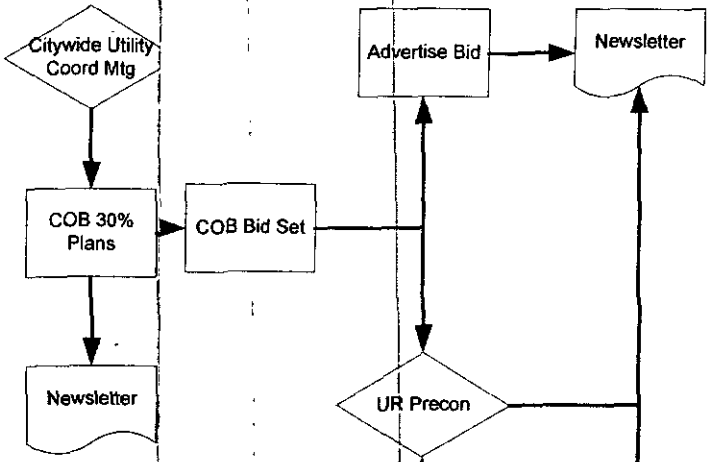 Citywide Utility
Coord Mtg
Advertise Bid
Newsletter
COB 30%
Plans
COB Bid Set
Newsletter
UR Precon